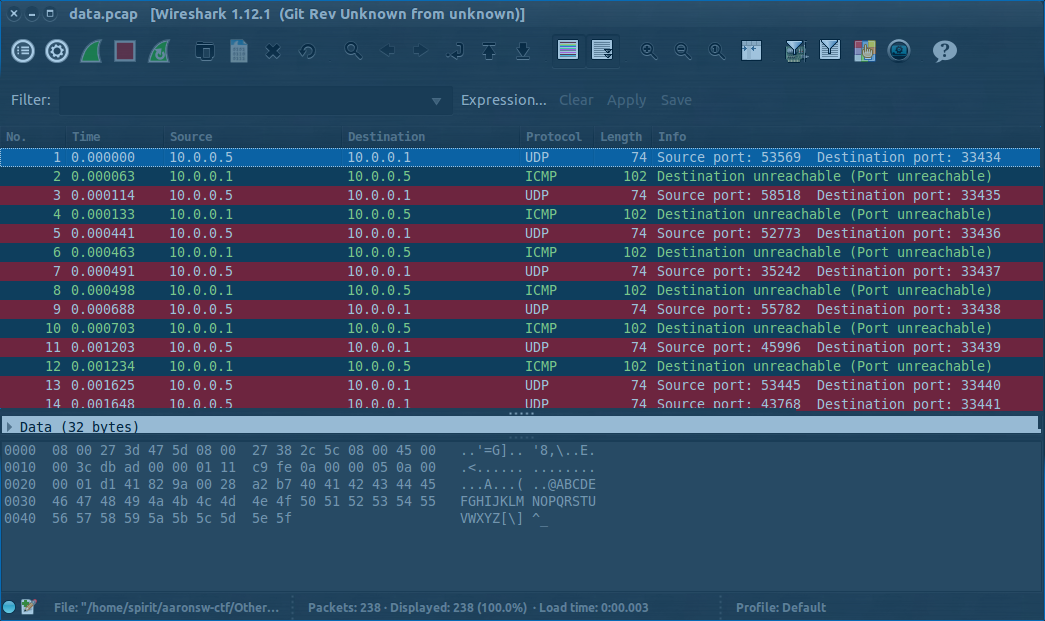 data.pcap [Wireshark 1.12.1 (Git Rev Unknown from unknown)]
Filter: Expression... Clear Apply Save
No. Time Source Destination Protocol Length Info
1 0.000000 10.0.0.5 10.0.0.1 UDP 74 Source port: 53569 Destination port: 33434
2 0.000063 10.0.0.1 10.0.0.5 ICMP 102 Destination unreachable (Port unreachable)
3 0.000114 10.0.0.5 10.0.0.1 UDP 74 Source port: 58518 Destination port: 33435
4 0.000133 10.0.0.1 10.0.0.5 ICMP 102 Destination unreachable (Port unreachable)
5 0.000441 10.0.0.5 10.0.0.1 UDP 74 Source port: 52773 Destination port: 33436
6 0.000463 10.0.0.1 10.0.0.5 ICMP 102 Destination unreachable (Port unreachable)
7 0.000491 10.0.0.5 10.0.0.1 UDP 74 Source port: 35242 Destination port: 33437
8 0.000498 10.0.0.1 10.0.0.5 ICMP 102 Destination unreachable (Port unreachable)
9 0.000688 10.0.0.5 10.0.0.1 UDP 74 Source port: 55782 Destination port: 33438
10 0.000703 10.0.0.1 10.0.0.5 ICMP 102 Destination unreachable (Port unreachable)
11 0.001203 10.0.0.5 10.0.0.1 UDP 74 Source port: 45996 Destination port: 33439
12 0.001234 10.0.0.1 10.0.0.5 ICMP 102 Destination unreachable (Port unreachable)
13 0.001625 10.0.0.5 10.0.0.1 UDP 74 Source port: 53445 Destination port: 33440
14 0.001648 10.0.0.5 10.0.0.1 UDP 74 Source port: 43768 Destination port: 33441
Data (32 bytes)
0000 08 00 27 3d 47 5d 08 00 27 38 2c 5c 08 00 45 00 ..'=G].. '8,\..E.
0010 00 3c db ad 00 00 01 11 c9 fe 0a 00 00 05 0a 00 .<...... ........
0020 00 01 d1 41 82 9a 00 28 a2 b7 40 41 42 43 44 45 ...A...( ..@ABCDE
0030 46 47 48 49 4a 4b 4c 4d 4e 4f 50 51 52 53 54 55 FGHIJKLM NOPQRSTU
0040 56 57 58 59 5a 5b 5c 5d 5e 5f VWXYZ[\] ^_
File: "/home/spirit/aaronsw-ctf/Other... Packets: 238 · Displayed: 238 (100.0%) · Load time: 0:00.003 Profile: Default